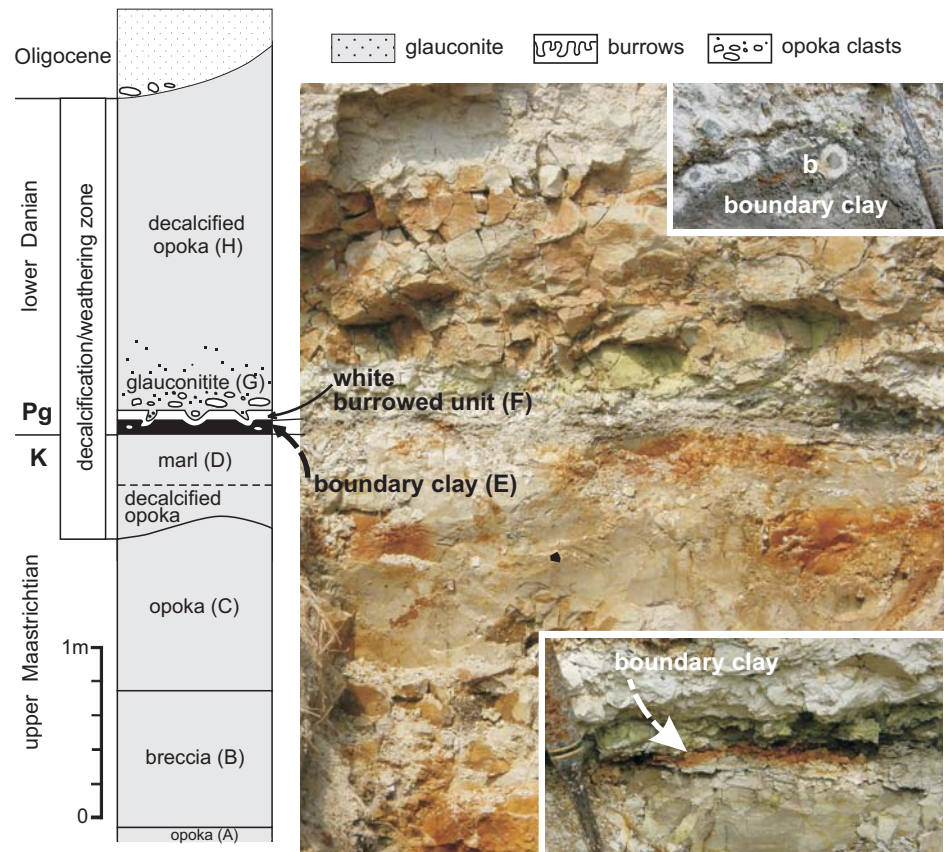 glauconite
burrows
opoka clasts
Oligocene
lower Danian
decalcification/weathering zone
decalcified
opoka (H)
glauconitite (G)
white
burrowed unit (F)
Pg
K
marl (D)
boundary clay (E)
decalcified
opoka
upper Maastrichtian
opoka (C)
1m
breccia (B)
0
opoka (A)
b
boundary clay
boundary clay